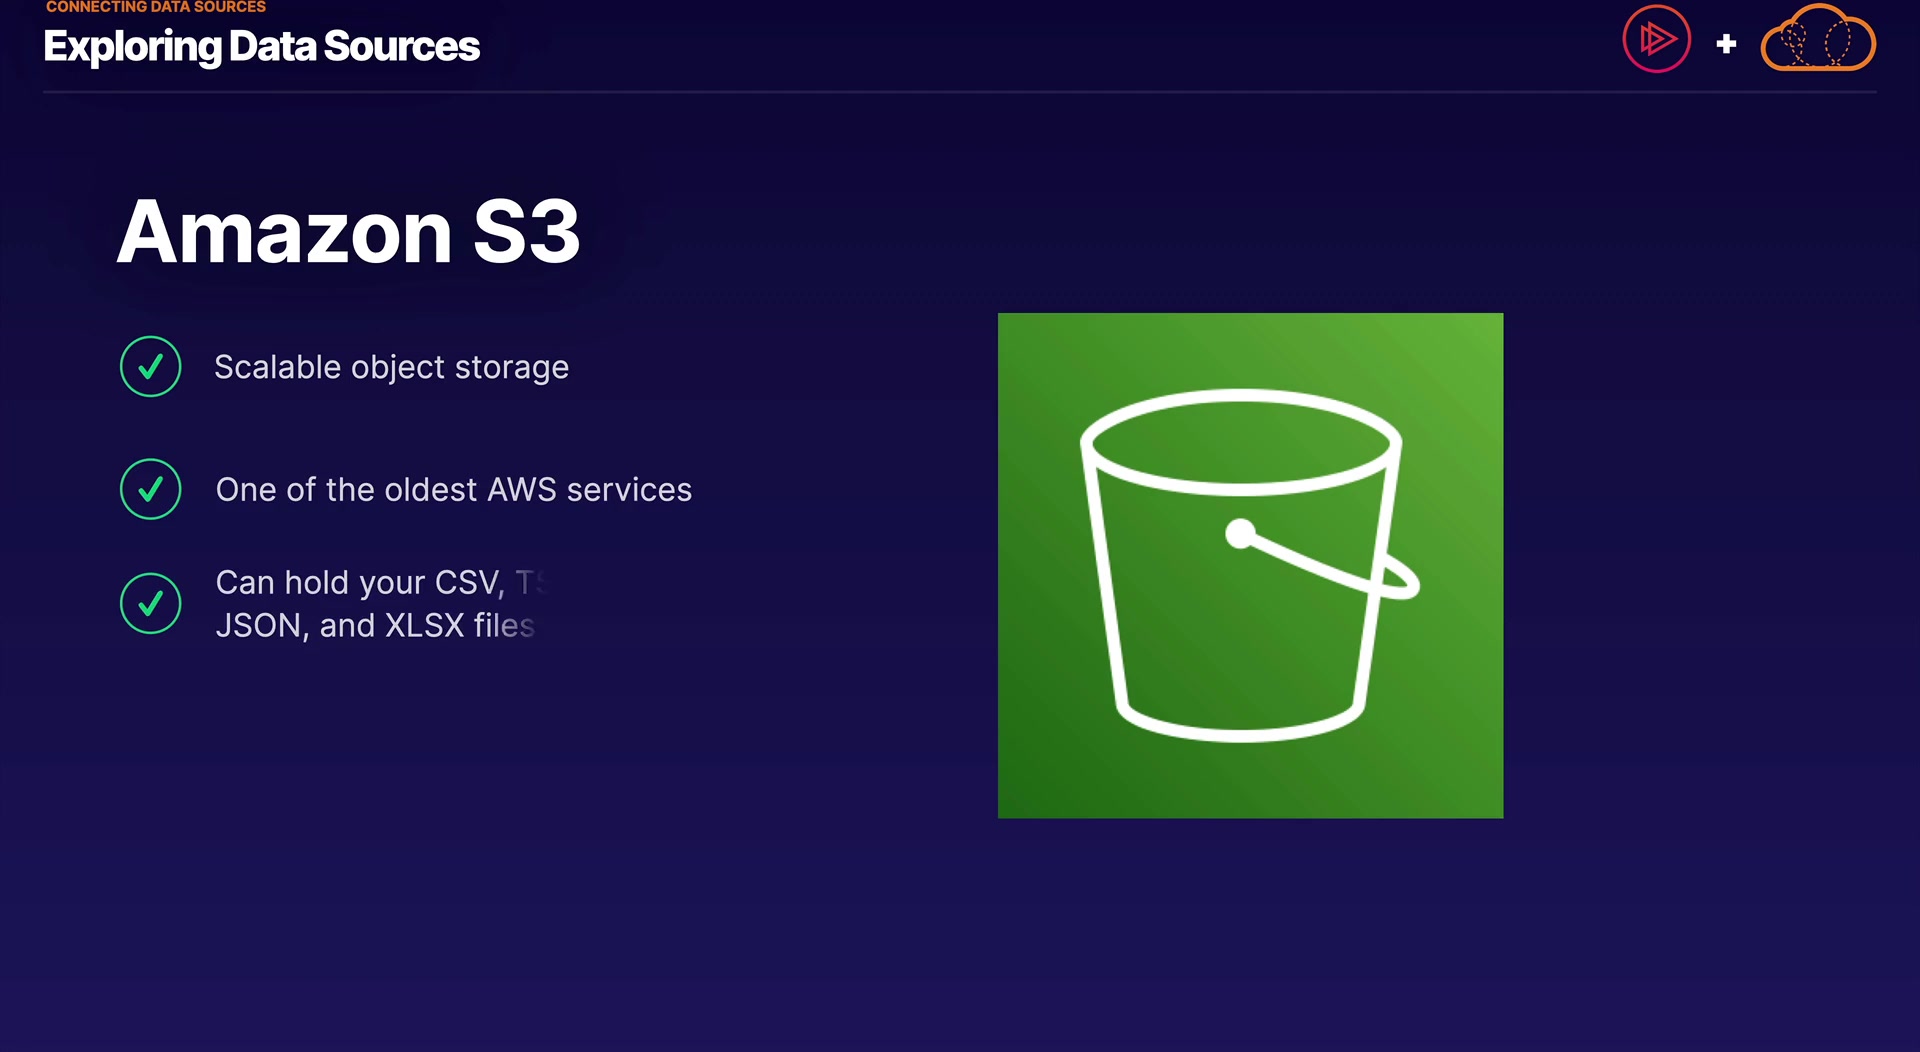 CONNECTING DATA SOURCES
Exploring Data Sources
Amazon S3
Scalable object storage
One of the oldest AWS services
Can hold your CSV, TS
JSON, and XLSX files